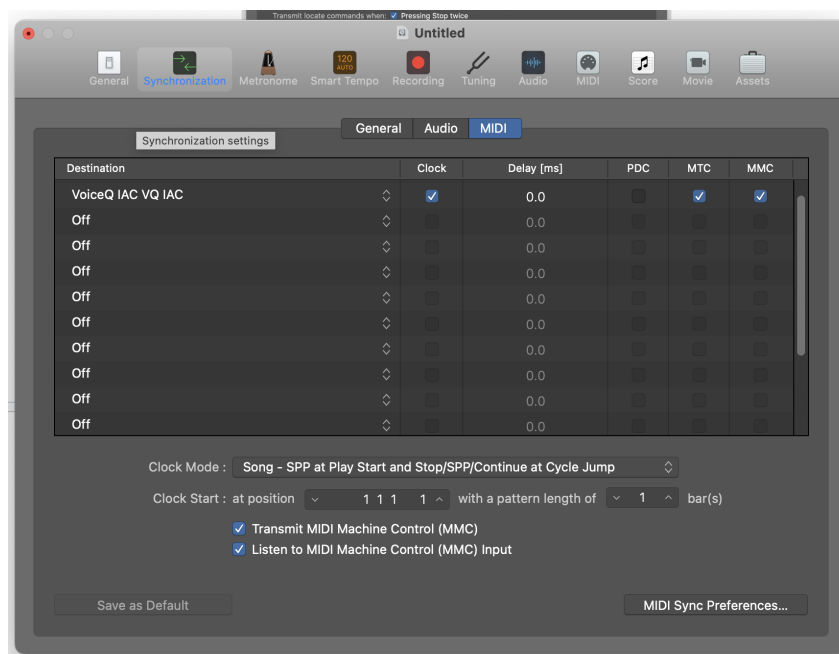 Transmit locate commands when: Pressing Stop twice
Untitled
General Synchronization Metronome Smart Tempo Recording Tuning Audio MIDI Score Movie Assets
120
AUTO
General Audio MIDI
Synchronization settings
Destination Clock Delay [ms] PDC MTC MMC
VoiceQ IAC VQ IAC 0.0
Off 0.0
Off 0.0
Off 0.0
Off 0.0
Off 0.0
Off 0.0
Off 0.0
Off 0.0
Off 0.0
Clock Mode : Song - SPP at Play Start and Stop/SPP/Continue at Cycle Jump
Clock Start : at position 1 1 1 1 with a pattern length of 1 bar(s)
Transmit MIDI Machine Control (MMC)
Listen to MIDI Machine Control (MMC) Input
Save as Default MIDI Sync Preferences...